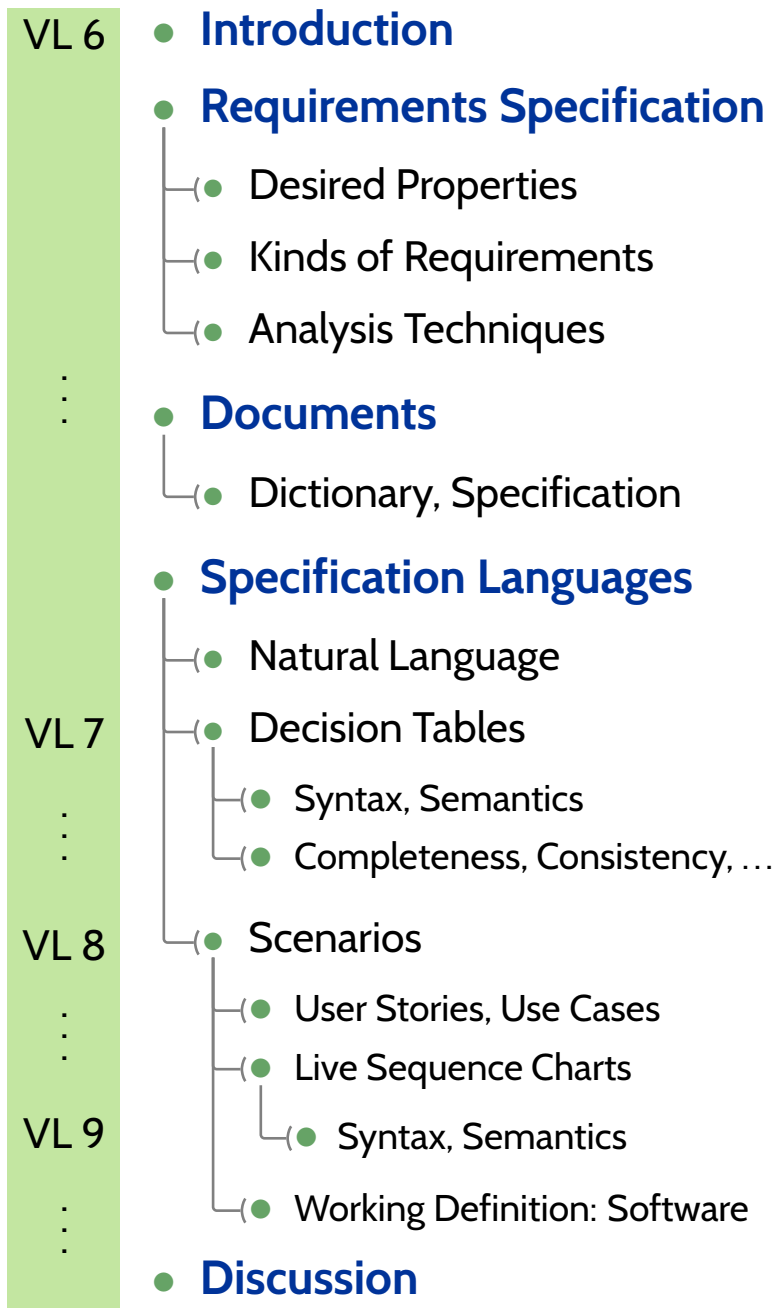 VL 6 • Introduction
• Requirements Specification
• Desired Properties
• Kinds of Requirements
• Analysis Techniques
⋮
• Documents
• Dictionary, Specification
• Specification Languages
• Natural Language
VL 7 • Decision Tables
• Syntax, Semantics
⋮
• Completeness, Consistency, ...
VL 8 • Scenarios
• User Stories, Use Cases
⋮
• Live Sequence Charts
VL 9 • Syntax, Semantics
• Working Definition: Software
⋮
• Discussion